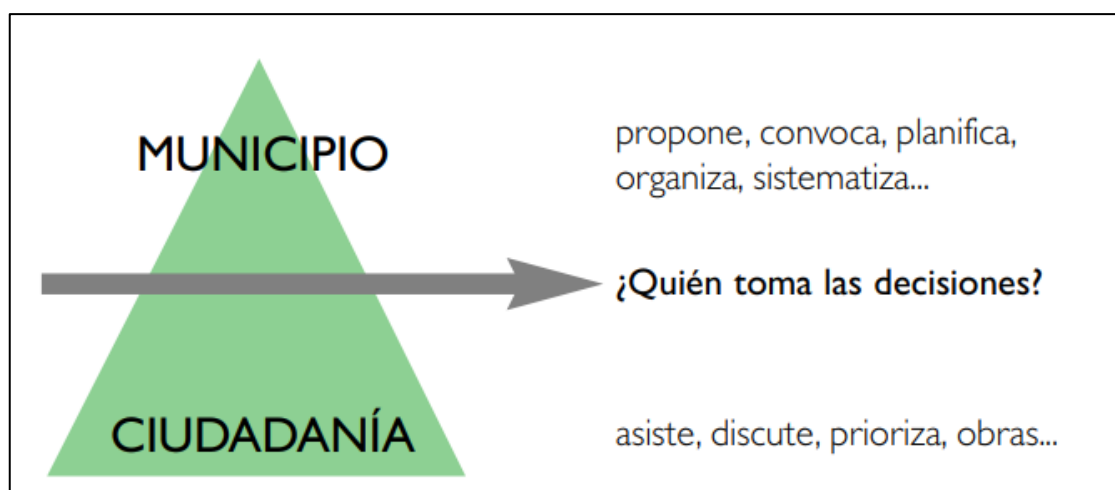 MUNICIPIO
propone, convoca, planifica,
organiza, sistematiza...
¿Quién toma las decisiones?
CIUDADANÍA
asiste, discute, prioriza, obras...